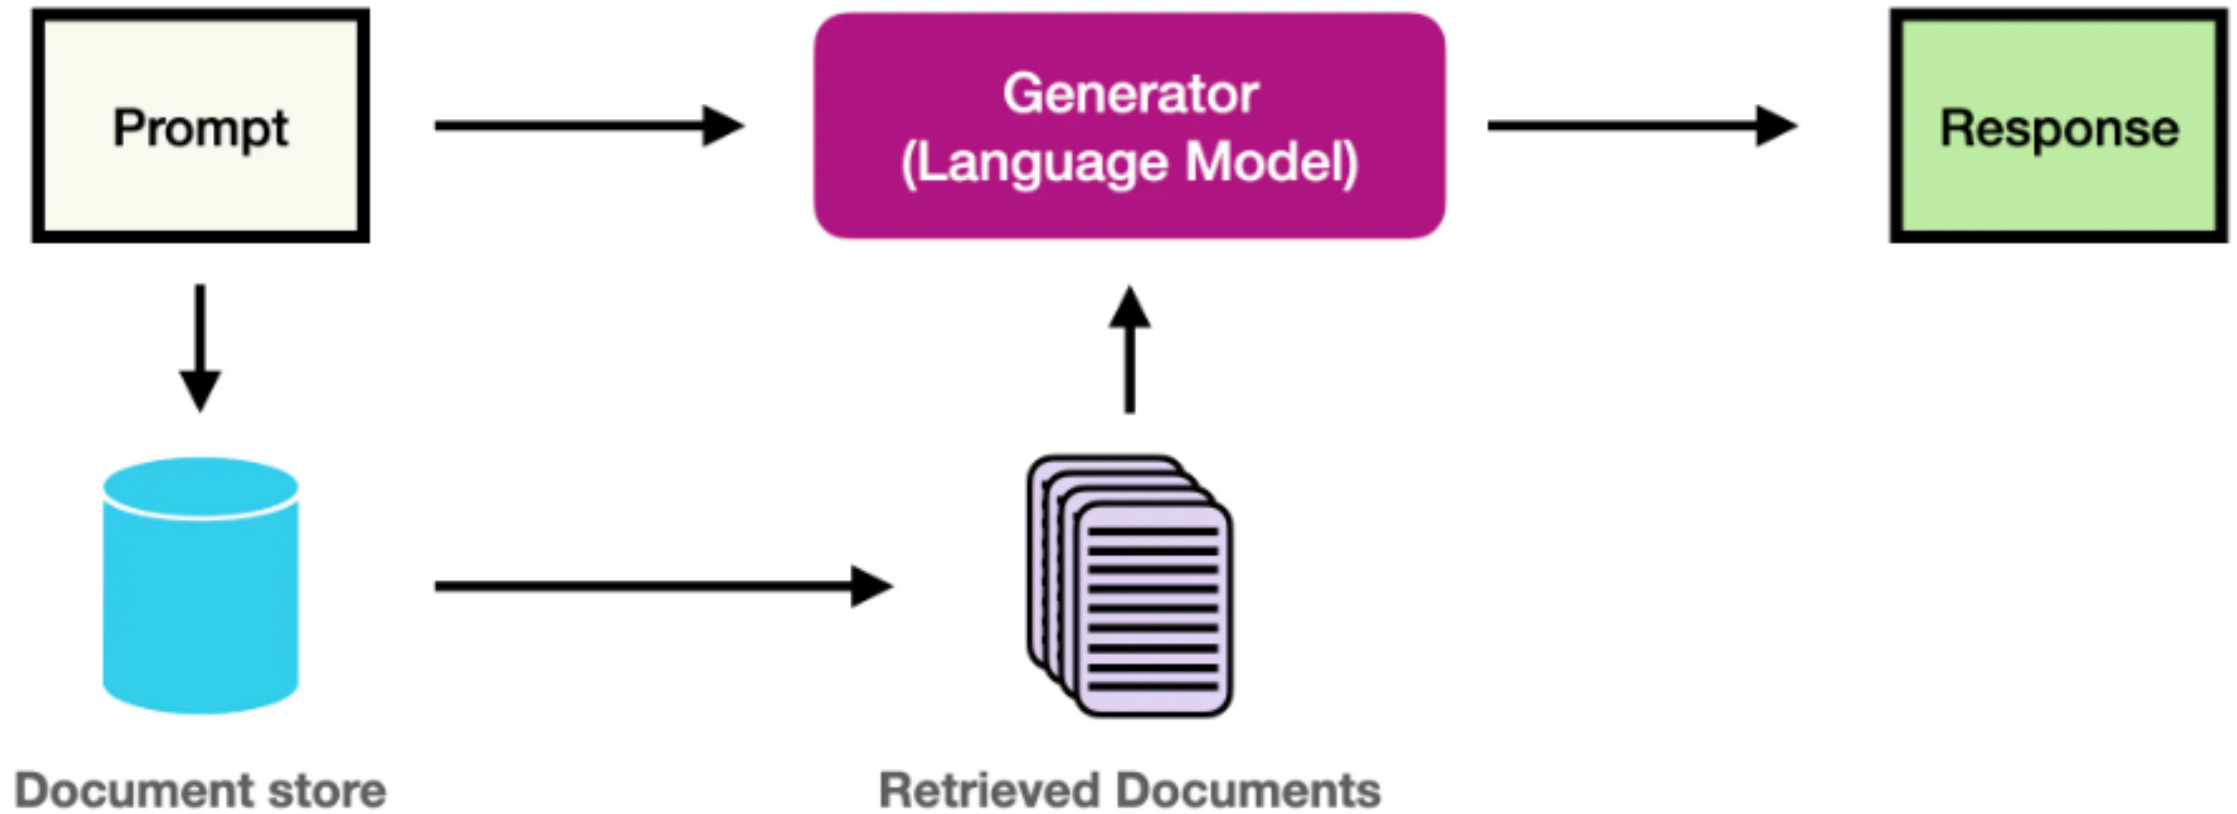 Prompt
Generator
(Language Model)
Response
Document store
Retrieved Documents